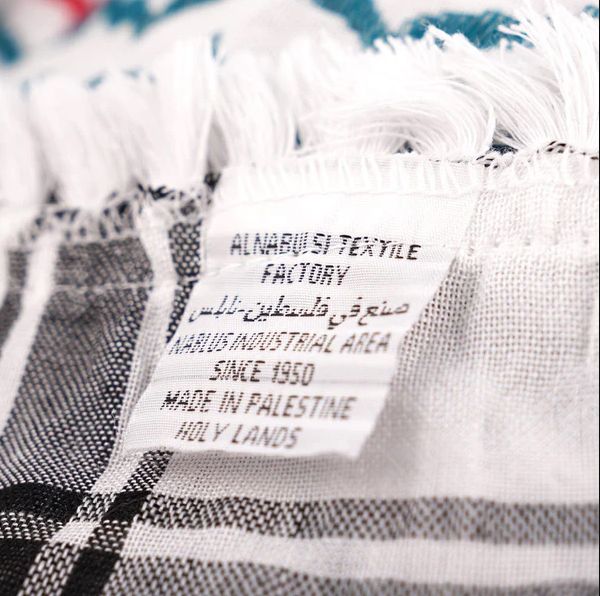 ALNABULSI TEXTILE
FACTORY
صنع في فلسطين-نابلس
NABLUS INDUSTRIAL AREA
SINCE 1950
MADE IN PALESTINE
HOLY LANDS